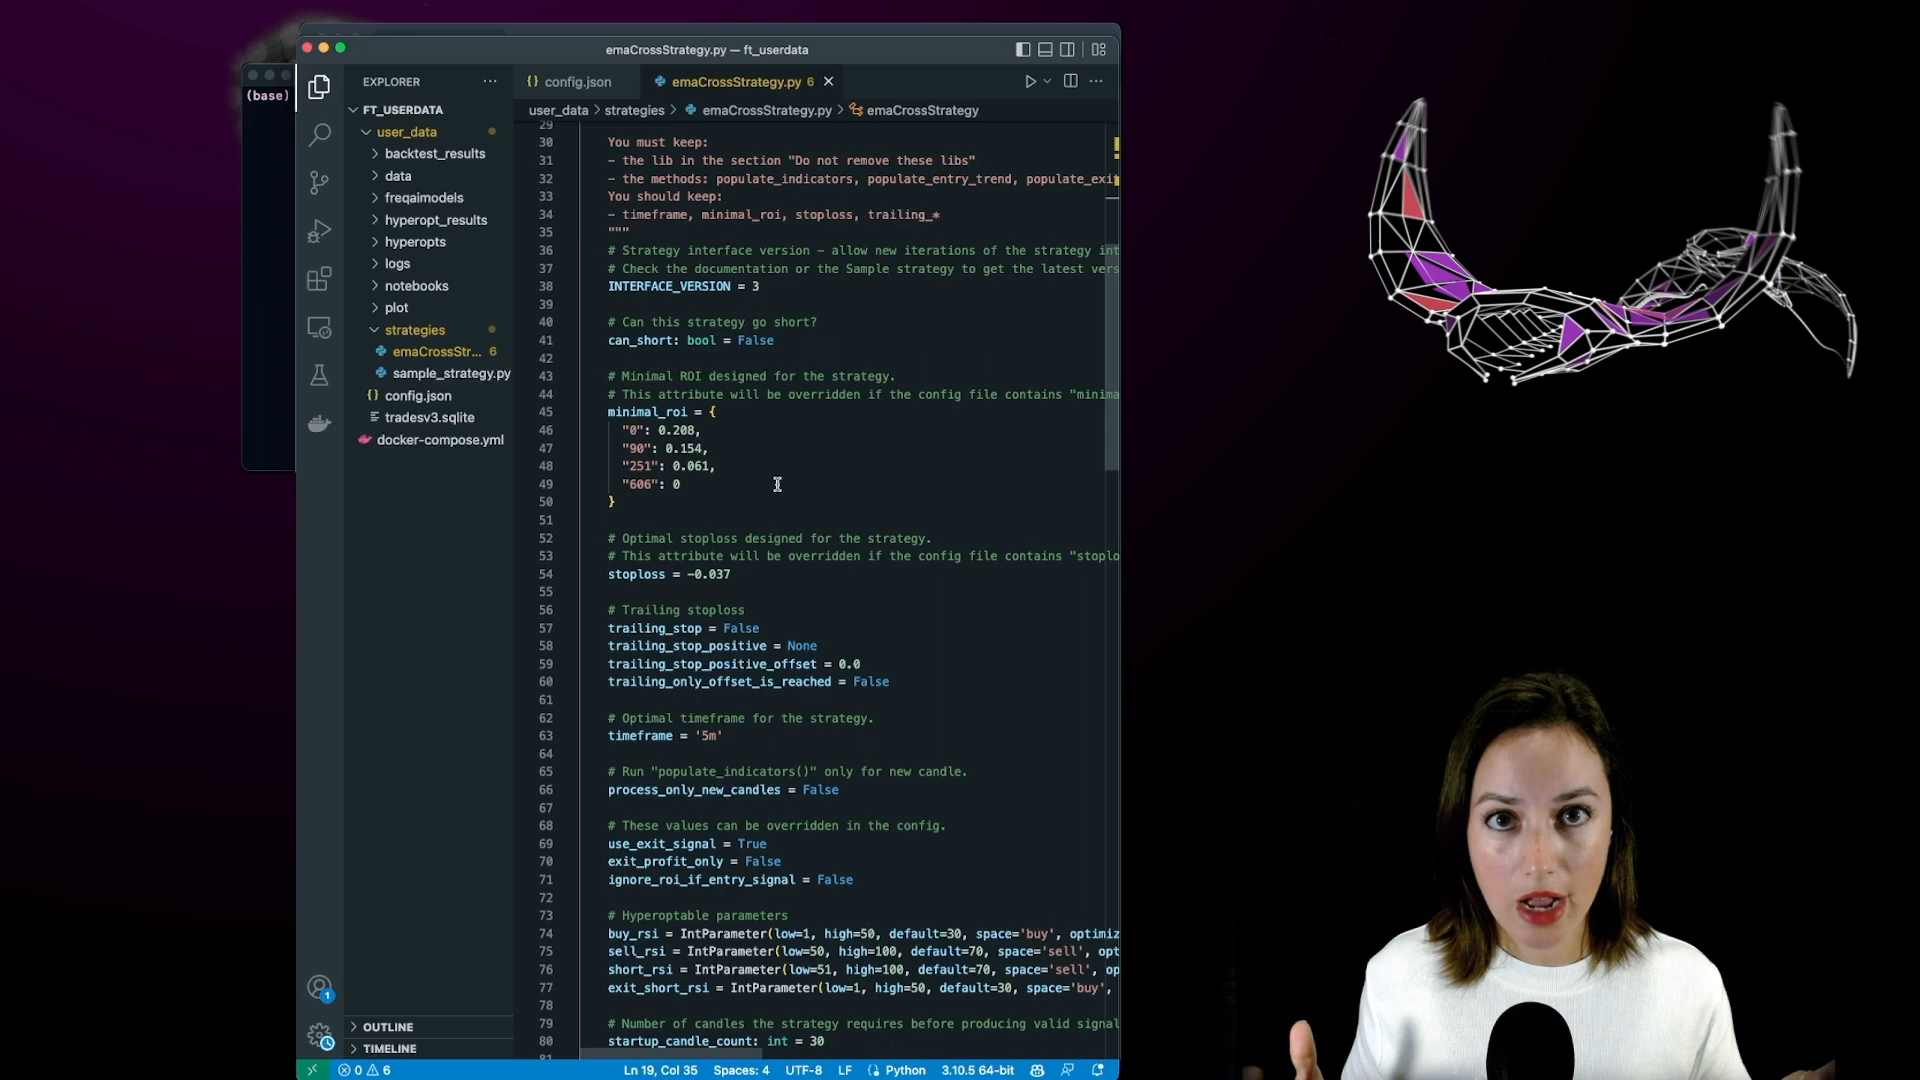 emaCrossStrategy.py — ft_userdata
(base)
EXPLORER
config.json
emaCrossStrategy.py 6
FT_USERDATA
user_data > strategies > emaCrossStrategy.py > emaCrossStrategy
user_data
backtest_results
data
freqaimodels
hyperopt_results
hyperopts
logs
notebooks
plot
strategies
emaCrossStr... 6
sample_strategy.py
config.json
tradesv3.sqlite
docker-compose.yml
OUTLINE
TIMELINE
29
30 You must keep:
31 - the lib in the section "Do not remove these libs"
32 - the methods: populate_indicators, populate_entry_trend, populate_exit
33 You should keep:
34 - timeframe, minimal_roi, stoploss, trailing_*
35 """
36 # Strategy interface version - allow new iterations of the strategy int
37 # Check the documentation or the Sample strategy to get the latest vers
38 INTERFACE_VERSION = 3
39
40 # Can this strategy go short?
41 can_short: bool = False
42
43 # Minimal ROI designed for the strategy.
44 # This attribute will be overridden if the config file contains "minima
45 minimal_roi = {
46 "0": 0.208,
47 "90": 0.154,
48 "251": 0.061,
49 "606": 0
50 }
51
52 # Optimal stoploss designed for the strategy.
53 # This attribute will be overridden if the config file contains "stoplo
54 stoploss = -0.037
55
56 # Trailing stoploss
57 trailing_stop = False
58 trailing_stop_positive = None
59 trailing_stop_positive_offset = 0.0
60 trailing_only_offset_is_reached = False
61
62 # Optimal timeframe for the strategy.
63 timeframe = '5m'
64
65 # Run "populate_indicators()" only for new candle.
66 process_only_new_candles = False
67
68 # These values can be overridden in the config.
69 use_exit_signal = True
70 exit_profit_only = False
71 ignore_roi_if_entry_signal = False
72
73 # Hyperoptable parameters
74 buy_rsi = IntParameter(low=1, high=50, default=30, space='buy', optimiz
75 sell_rsi = IntParameter(low=50, high=100, default=70, space='sell', opt
76 short_rsi = IntParameter(low=51, high=100, default=70, space='sell', op
77 exit_short_rsi = IntParameter(low=1, high=50, default=30, space='buy',
78
79 # Number of candles the strategy requires before producing valid signal
80 startup_candle_count: int = 30
81
1
0 6 Ln 19, Col 35 Spaces: 4 UTF-8 LF Python 3.10.5 64-bit